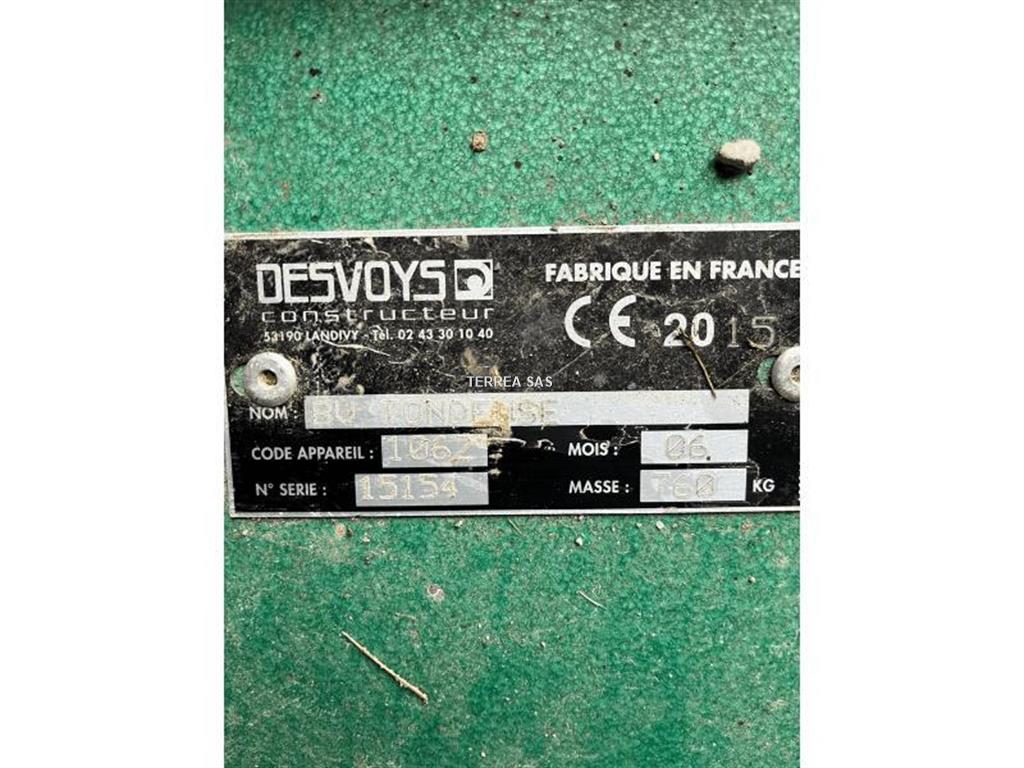 DESVOYS
constructeur
53190 LANDIVY - Tél. 02 43 30 10 40
FABRIQUE EN FRANCE
CE 2015
TERREA SAS
NOM :
CODE APPAREIL : 1062
MOIS : 06
N° SERIE : 15154
MASSE : 160 KG